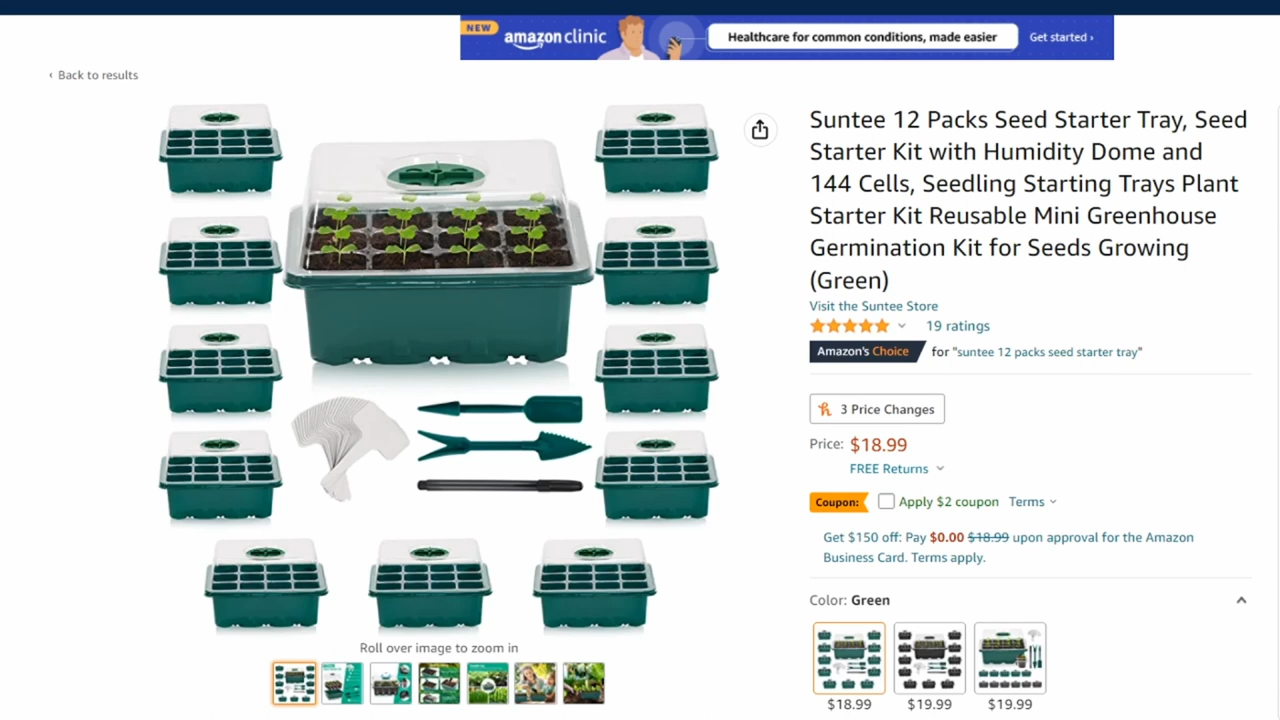 NEW
amazon clinic
Healthcare for common conditions, made easier
Get started ›
‹ Back to results
Suntee 12 Packs Seed Starter Tray, Seed
Starter Kit with Humidity Dome and
144 Cells, Seedling Starting Trays Plant
Starter Kit Reusable Mini Greenhouse
Germination Kit for Seeds Growing
(Green)
Visit the Suntee Store
19 ratings
Amazon's Choice for "suntee 12 packs seed starter tray"
3 Price Changes
Price: $18.99
FREE Returns
Coupon: Apply $2 coupon Terms
Get $150 off: Pay $0.00 $18.99 upon approval for the Amazon
Business Card. Terms apply.
Color: Green
Roll over image to zoom in
$18.99 $19.99 $19.99